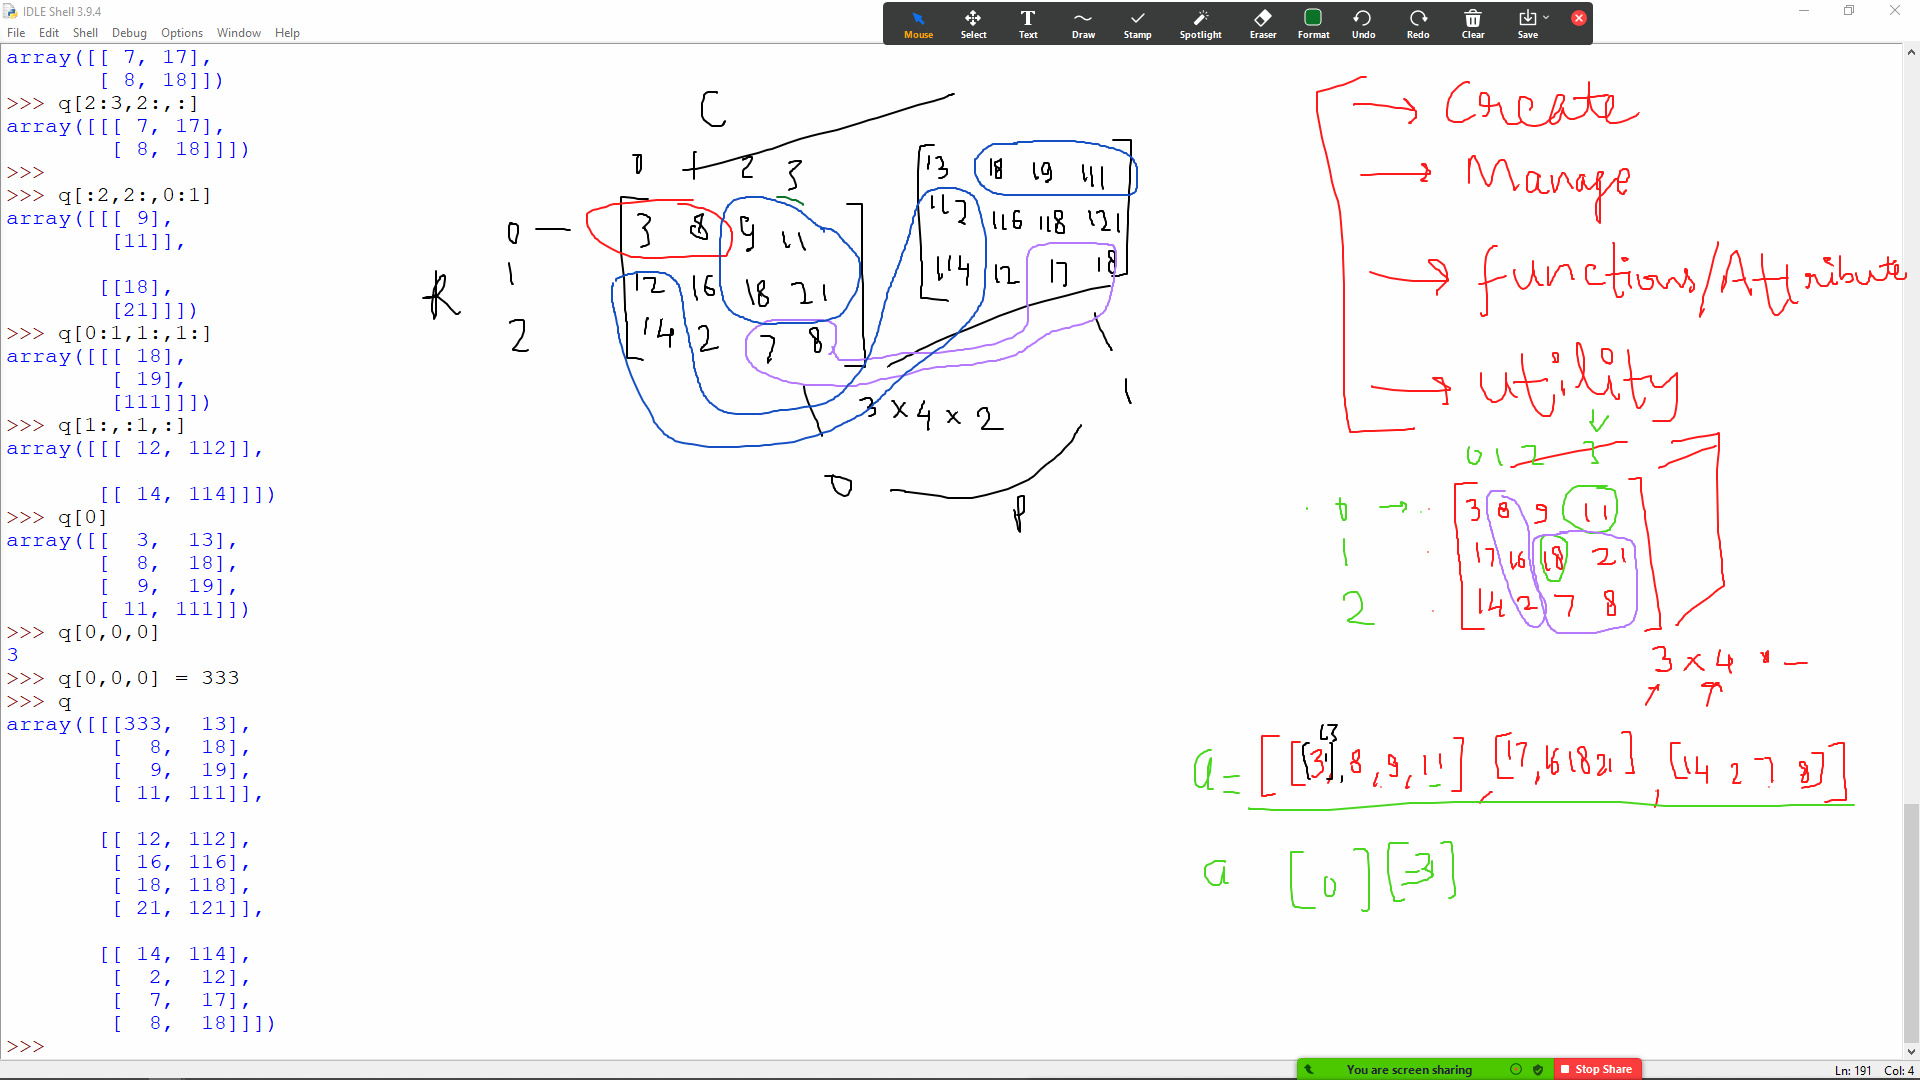 IDLE Shell 3.9.4
File Edit Shell Debug Options Window Help
Mouse Select Text Draw Stamp Spotlight Eraser Format Undo Redo Clear Save
array([[ 7, 17],
[ 8, 18]])
>>> q[2:3,2:,:]
array([[[ 7, 17],
[ 8, 18]]])
>>>
>>> q[:2,2:,0:1]
array([[[ 9],
[11]],
[[18],
[21]]])
>>> q[0:1,1:,1:]
array([[[ 18],
[ 19],
[111]]])
>>> q[1:,:1,:]
array([[[ 12, 112]],
[[ 14, 114]]])
>>> q[0]
array([[  3,  13],
[  8,  18],
[  9,  19],
[ 11, 111]])
>>> q[0,0,0]
3
>>> q[0,0,0] = 333
>>> q
array([[[333,  13],
[  8,  18],
[  9,  19],
[ 11, 111]],
[[ 12, 112],
[ 16, 116],
[ 18, 118],
[ 21, 121]],
[[ 14, 114],
[  2,  12],
[  7,  17],
[  8,  18]]])
>>>
C
0 1 2 3
R
0
1
2
3 8 9 11
12 16 18 21
14 2 7 8
13 18 19 111
112 116 118 121
114 12 17 18
3 x 4 x 2
0
1
P
→ Create
→ Manage
→ functions/Attribute
→ utility
0 1 2 3
0 →
1
2
3 8 9 11
17 16 18 21
14 2 7 8
3 x 4 * –
13
a = [[[3], 8, 9, 11], [17, 16 18 21], [14 2 7 8]]
a [0][-3]
You are screen sharing
Stop Share
Ln: 191 Col: 4